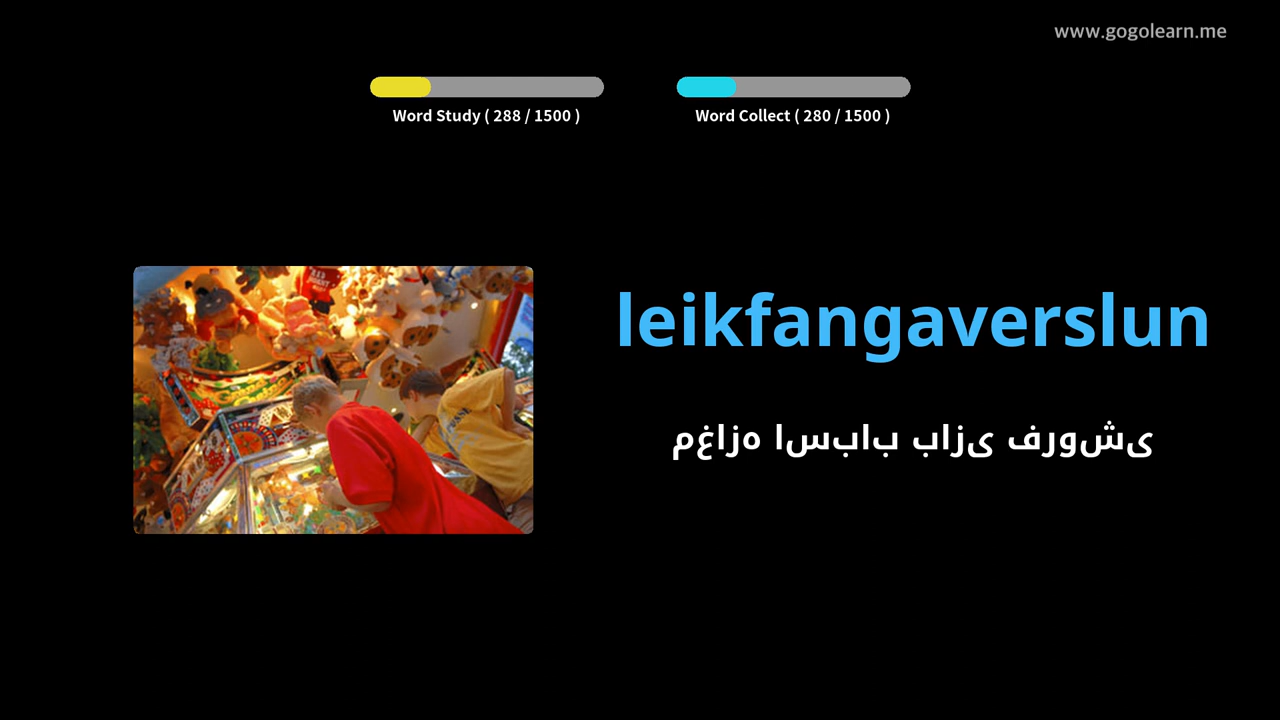 www.gogolearn.me
Word Study ( 288 / 1500 )
Word Collect ( 280 / 1500 )
leikfangaverslun
مغازه اسباب بازی فروشی